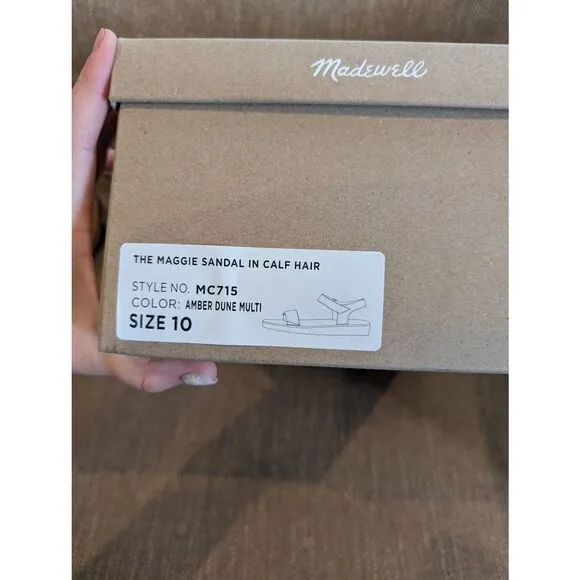 Madewell
THE MAGGIE SANDAL IN CALF HAIR
STYLE NO. MC715
COLOR: AMBER DUNE MULTI
SIZE 10